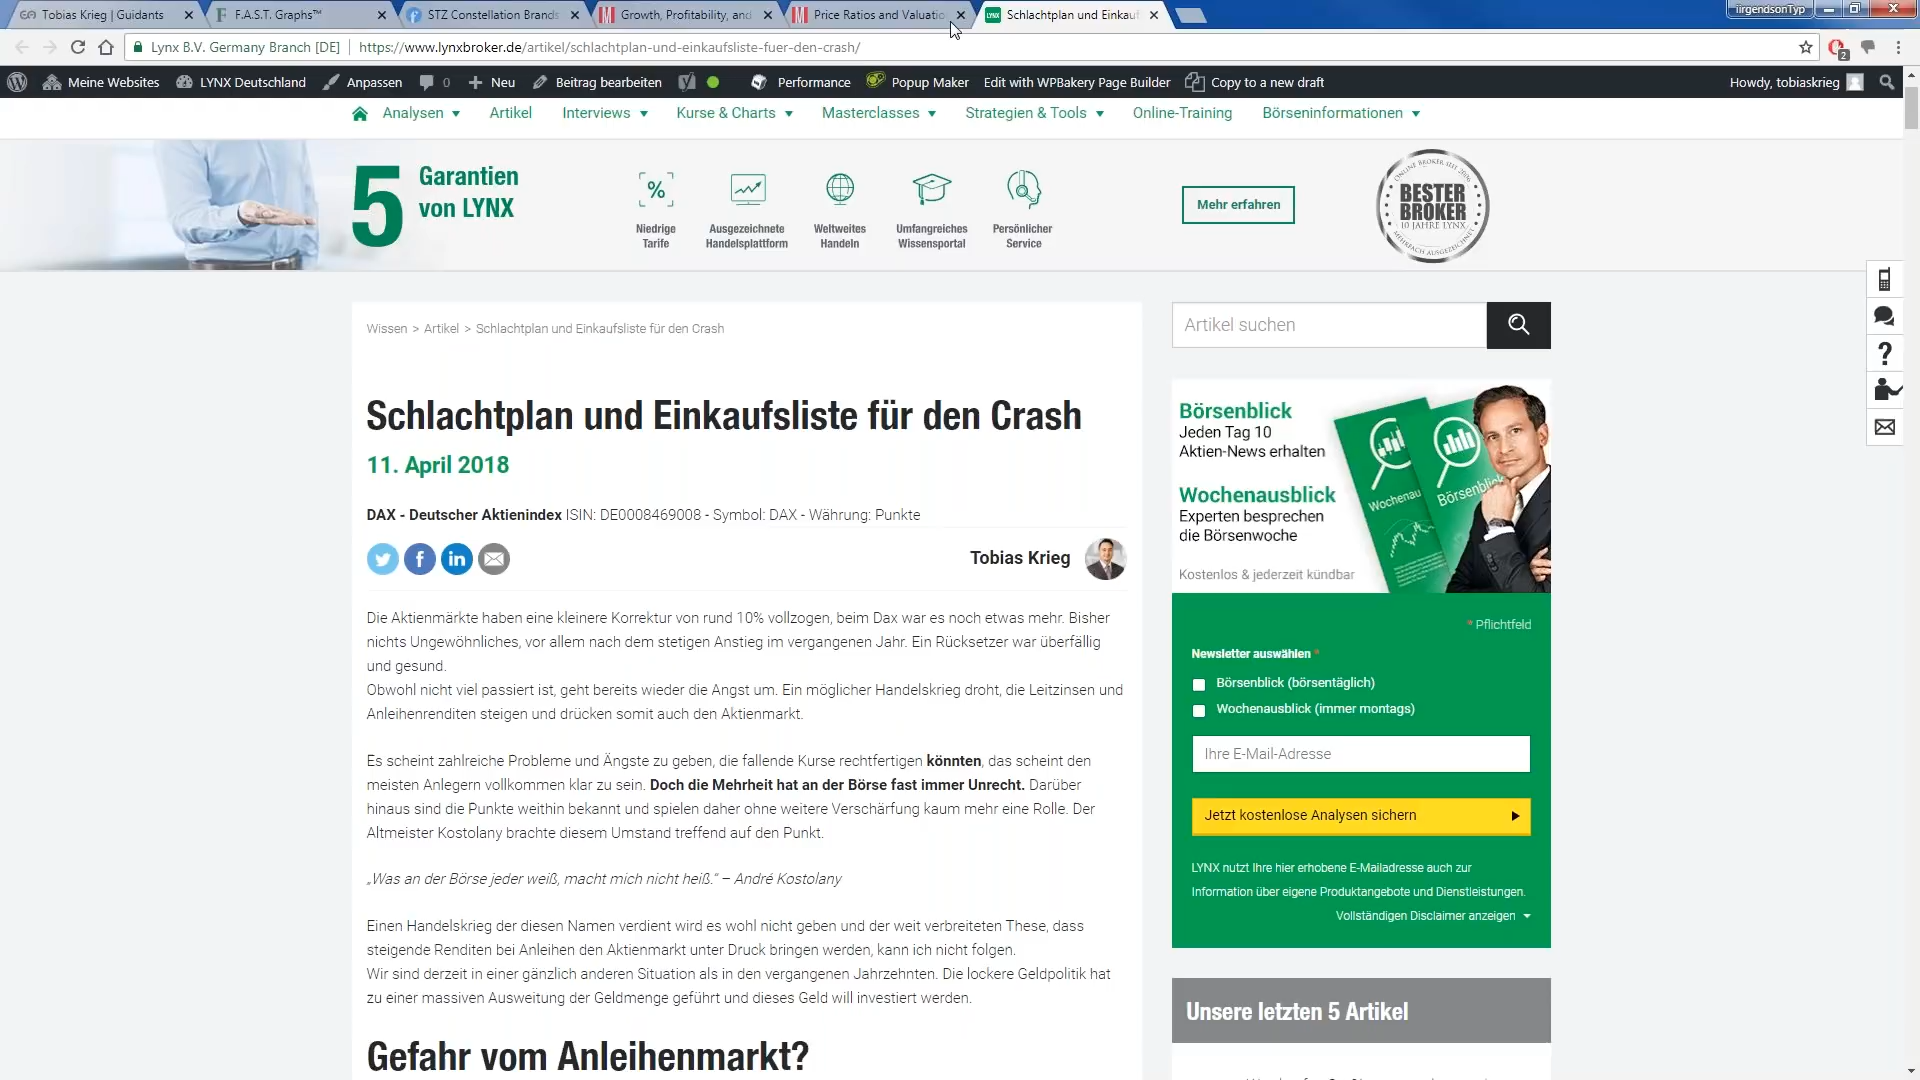 Tobias Krieg | Guidants
F.A.S.T. Graphs™
STZ Constellation Brands
Growth, Profitability, and
Price Ratios and Valuatio
Schlachtplan und Einkauf
iirgendsonTyp
Lynx B.V. Germany Branch [DE]
https://www.lynxbroker.de/artikel/schlachtplan-und-einkaufsliste-fuer-den-crash/
2
Meine Websites
LYNX Deutschland
Anpassen
0
Neu
Beitrag bearbeiten
Performance
Popup Maker
Edit with WPBakery Page Builder
Copy to a new draft
Howdy, tobiaskrieg
Analysen
Artikel
Interviews
Kurse & Charts
Masterclasses
Strategien & Tools
Online-Training
Börseninformationen
5
Garantien
von LYNX
Niedrige
Tarife
Ausgezeichnete
Handelsplattform
Weltweites
Handeln
Umfangreiches
Wissensportal
Persönlicher
Service
Mehr erfahren
ONLINE BROKER SEIT 2006
BESTER
BROKER
10 JAHRE LYNX
MEHRFACH AUSGEZEICHNET
Wissen > Artikel > Schlachtplan und Einkaufsliste für den Crash
Schlachtplan und Einkaufsliste für den Crash
11. April 2018
DAX - Deutscher Aktienindex ISIN: DE0008469008 - Symbol: DAX - Währung: Punkte
Tobias Krieg
Die Aktienmärkte haben eine kleinere Korrektur von rund 10% vollzogen, beim Dax war es noch etwas mehr. Bisher
nichts Ungewöhnliches, vor allem nach dem stetigen Anstieg im vergangenen Jahr. Ein Rücksetzer war überfällig
und gesund.
Obwohl nicht viel passiert ist, geht bereits wieder die Angst um. Ein möglicher Handelskrieg droht, die Leitzinsen und
Anleihenrenditen steigen und drücken somit auch den Aktienmarkt.
Es scheint zahlreiche Probleme und Ängste zu geben, die fallende Kurse rechtfertigen könnten, das scheint den
meisten Anlegern vollkommen klar zu sein. Doch die Mehrheit hat an der Börse fast immer Unrecht. Darüber
hinaus sind die Punkte weithin bekannt und spielen daher ohne weitere Verschärfung kaum mehr eine Rolle. Der
Altmeister Kostolany brachte diesem Umstand treffend auf den Punkt.
„Was an der Börse jeder weiß, macht mich nicht heiß.“ – André Kostolany
Einen Handelskrieg der diesen Namen verdient wird es wohl nicht geben und der weit verbreiteten These, dass
steigende Renditen bei Anleihen den Aktienmarkt unter Druck bringen werden, kann ich nicht folgen.
Wir sind derzeit in einer gänzlich anderen Situation als in den vergangenen Jahrzehnten. Die lockere Geldpolitik hat
zu einer massiven Ausweitung der Geldmenge geführt und dieses Geld will investiert werden.
Gefahr vom Anleihenmarkt?
Artikel suchen
Börsenblick
Jeden Tag 10
Aktien-News erhalten
Wochenausblick
Experten besprechen
die Börsenwoche
Kostenlos & jederzeit kündbar
Wochenau
Börsenblick
* Pflichtfeld
Newsletter auswählen *
Börsenblick (börsentäglich)
Wochenausblick (immer montags)
Ihre E-Mail-Adresse
Jetzt kostenlose Analysen sichern
LYNX nutzt Ihre hier erhobene E-Mailadresse auch zur
Information über eigene Produktangebote und Dienstleistungen.
Vollständigen Disclaimer anzeigen
Unsere letzten 5 Artikel